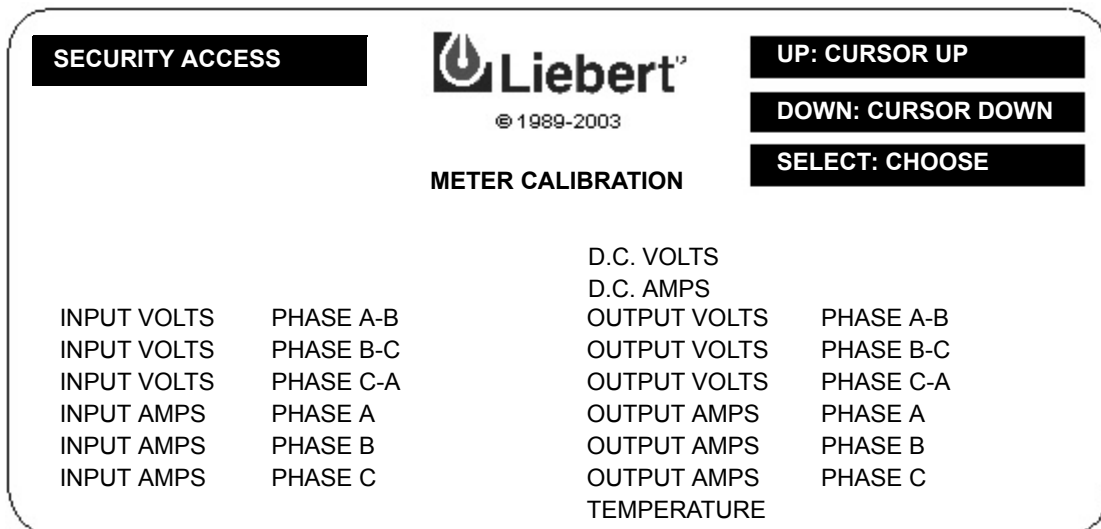 SECURITY ACCESS
Liebert
© 1989-2003
UP: CURSOR UP
DOWN: CURSOR DOWN
SELECT: CHOOSE
METER CALIBRATION
D.C. VOLTS
D.C. AMPS
INPUT VOLTS PHASE A-B OUTPUT VOLTS PHASE A-B
INPUT VOLTS PHASE B-C OUTPUT VOLTS PHASE B-C
INPUT VOLTS PHASE C-A OUTPUT VOLTS PHASE C-A
INPUT AMPS PHASE A OUTPUT AMPS PHASE A
INPUT AMPS PHASE B OUTPUT AMPS PHASE B
INPUT AMPS PHASE C OUTPUT AMPS PHASE C
TEMPERATURE